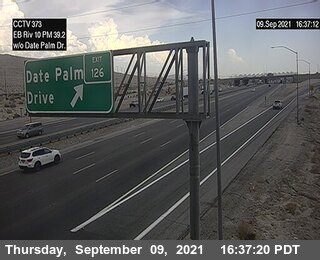 CCTV 373
EB Riv 10 PM 39.2
w/o Date Palm Dr.
09.Sep 2021 16:37:12
EXIT
126
Date Palm
Drive
Thursday, September 09, 2021 16:37:20 PDT